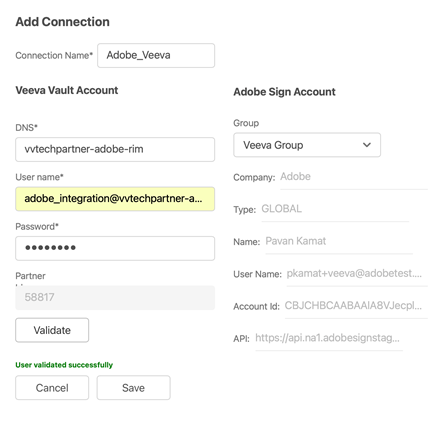 Add Connection
Connection Name* Adobe_Veeva
Veeva Vault Account
DNS*
vvtechpartner-adobe-rim
User name*
adobe_integration@vvtechpartner-a...
Password*
••••••••
Partner
58817
Validate
User validated successfully
Cancel Save
Adobe Sign Account
Group
Veeva Group
Company: Adobe
Type: GLOBAL
Name: Pavan Kamat
User Name: pkamat+veeva@adobetest....
Account Id: CBJCHBCAABAAIA8VJecpl...
API: https://api.na1.adobesignstag...